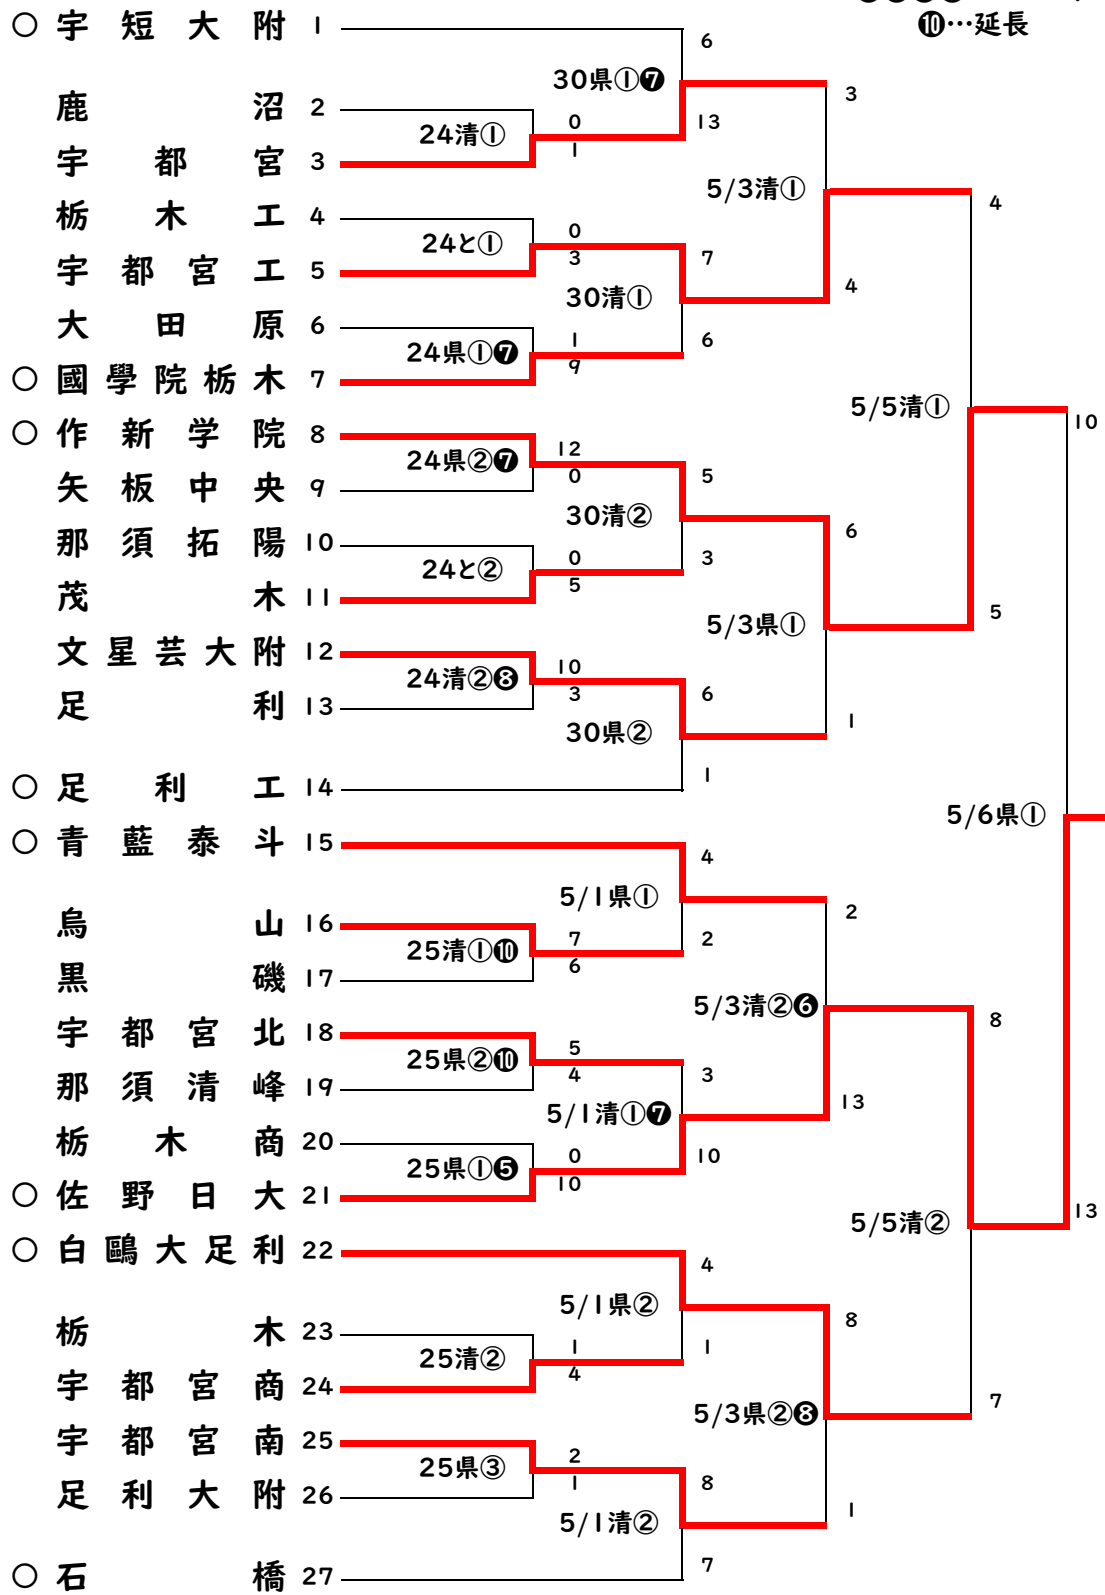 ❿…延長
○ 宇短大附 1
6
30県①❼
3
鹿沼 2
24清①
0
13
宇都宮 3
1
5/3清①
栃木工 4
4
24と①
0
宇都宮工 5
3
7
30清①
4
大田原 6
24県①❼
1
6
○ 國學院栃木 7
9
5/5清①
○ 作新学院 8
10
24県②❼
12
矢板中央 9
0
5
30清②
6
那須拓陽 10
24と②
0
3
茂木 11
5
5/3県①
5
文星芸大附 12
24清②❽
10
足利 13
3
6
30県②
1
○ 足利工 14
1
5/6県①
○ 青藍泰斗 15
4
5/1県①
2
烏山 16
25清①❿
7
2
黒磯 17
6
5/3清②❻
宇都宮北 18
8
25県②❿
5
那須清峰 19
4
3
5/1清①❼
13
栃木商 20
25県①❺
0
10
○ 佐野日大 21
10
13
5/5清②
○ 白鷗大足利 22
4
5/1県②
8
栃木 23
25清②
1
1
宇都宮商 24
4
7
5/3県②❽
宇都宮南 25
25県③
2
足利大附 26
1
8
5/1清②
1
○ 石橋 27
7